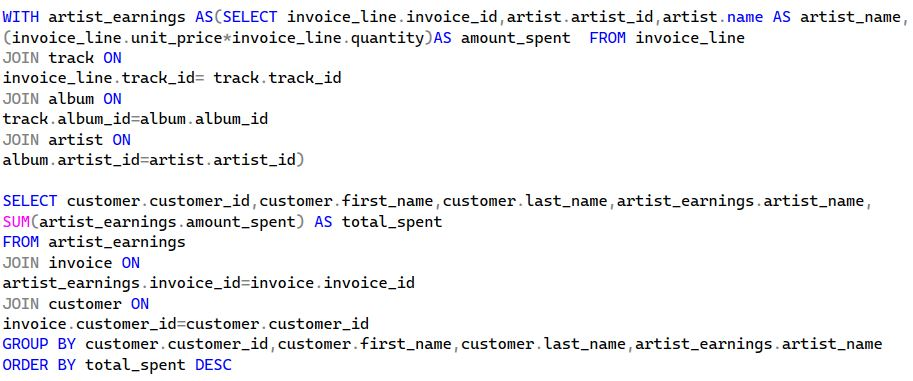 WITH artist_earnings AS(SELECT invoice_line.invoice_id,artist.artist_id,artist.name AS artist_name,
(invoice_line.unit_price*invoice_line.quantity)AS amount_spent  FROM invoice_line
JOIN track ON
invoice_line.track_id= track.track_id
JOIN album ON
track.album_id=album.album_id
JOIN artist ON
album.artist_id=artist.artist_id)

SELECT customer.customer_id,customer.first_name,customer.last_name,artist_earnings.artist_name,
SUM(artist_earnings.amount_spent) AS total_spent
FROM artist_earnings
JOIN invoice ON
artist_earnings.invoice_id=invoice.invoice_id
JOIN customer ON
invoice.customer_id=customer.customer_id
GROUP BY customer.customer_id,customer.first_name,customer.last_name,artist_earnings.artist_name
ORDER BY total_spent DESC